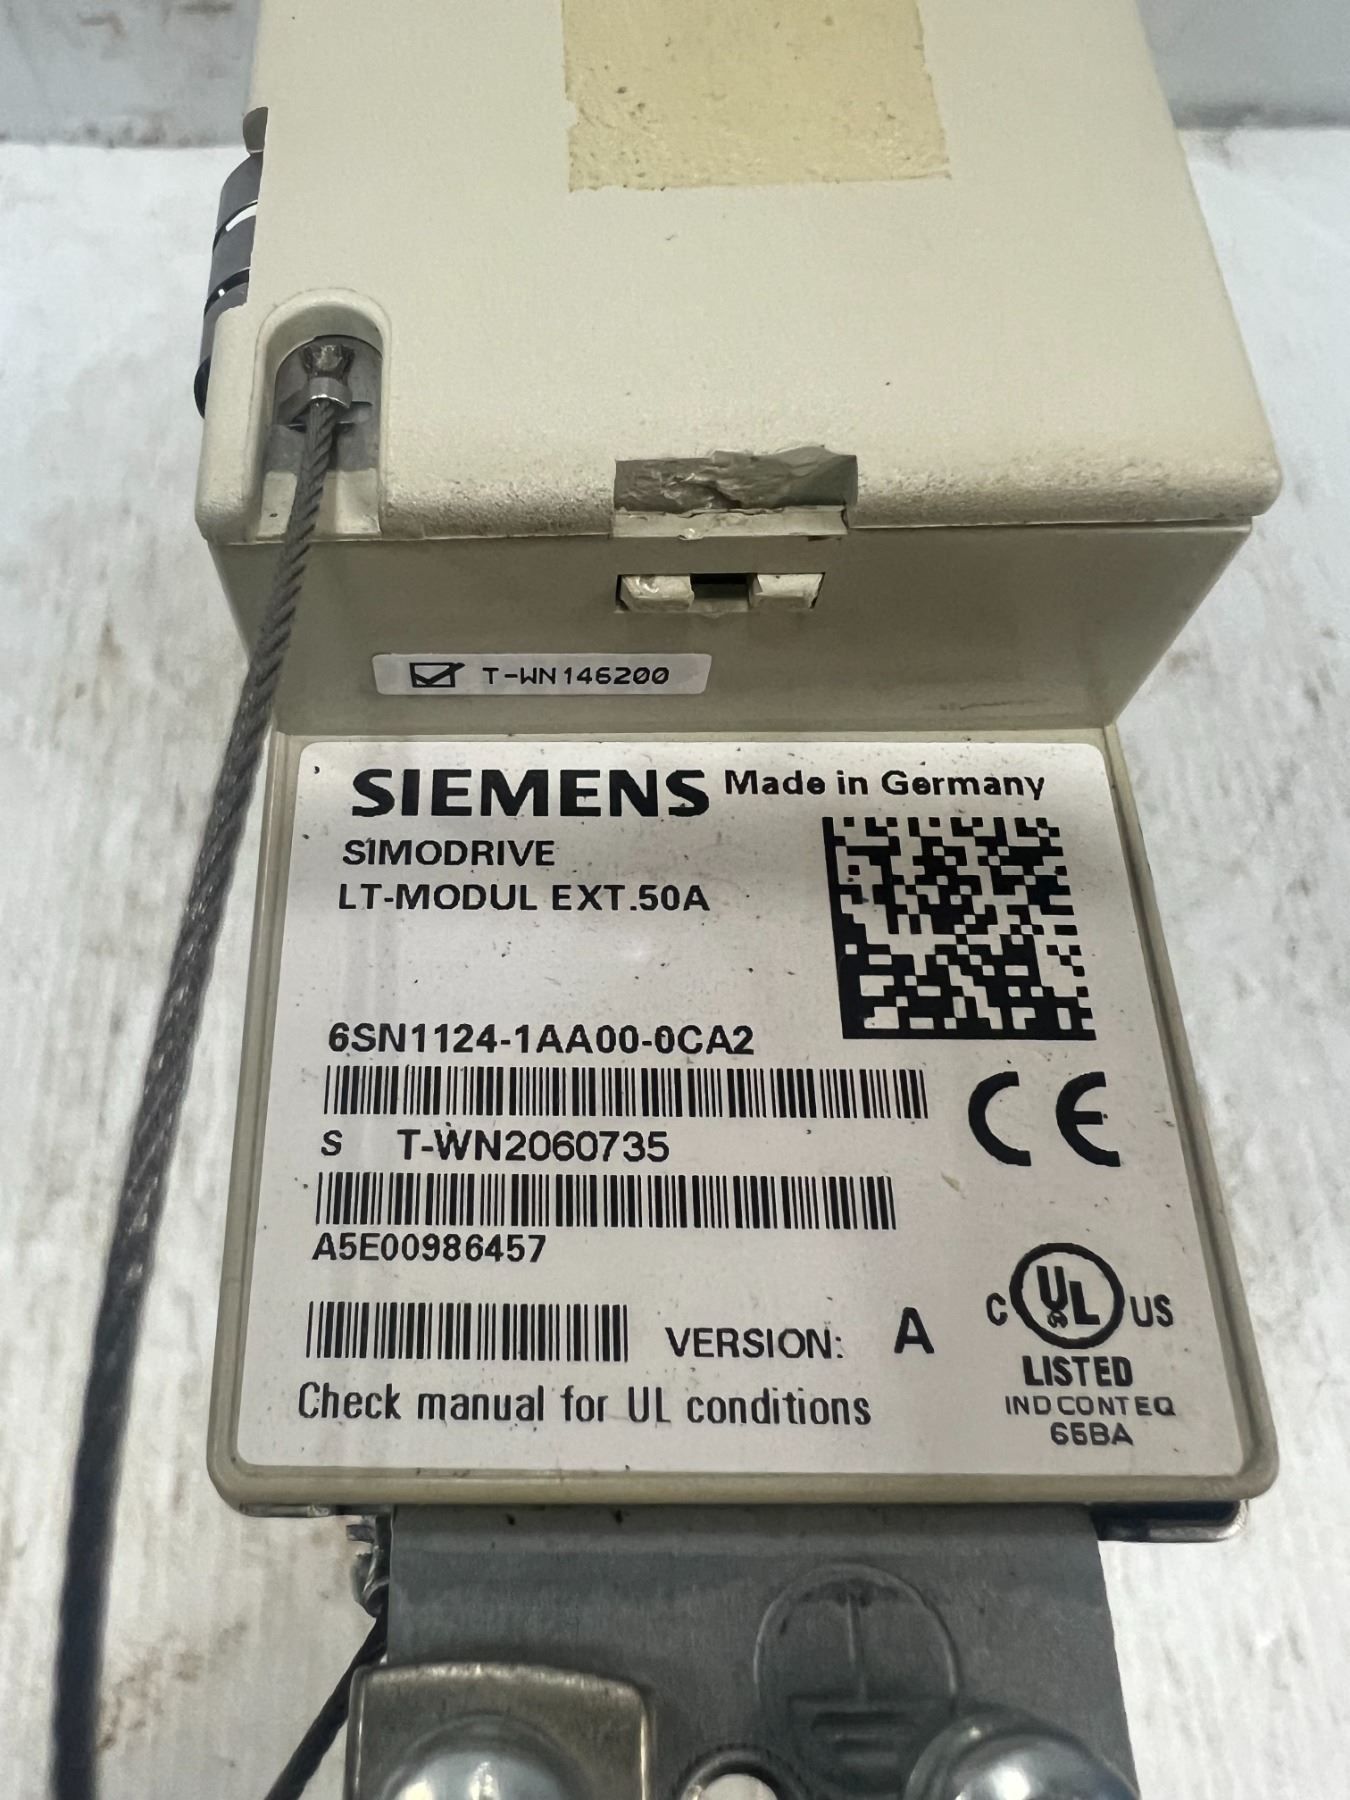 T-WN146200
SIEMENS Made in Germany
SIMODRIVE
LT-MODUL EXT.50A
6SN1124-1AA00-0CA2
S T-WN2060735
A5E00986457
VERSION: A
Check manual for UL conditions
C UL US
LISTED
IND CONT EQ
65BA
CE